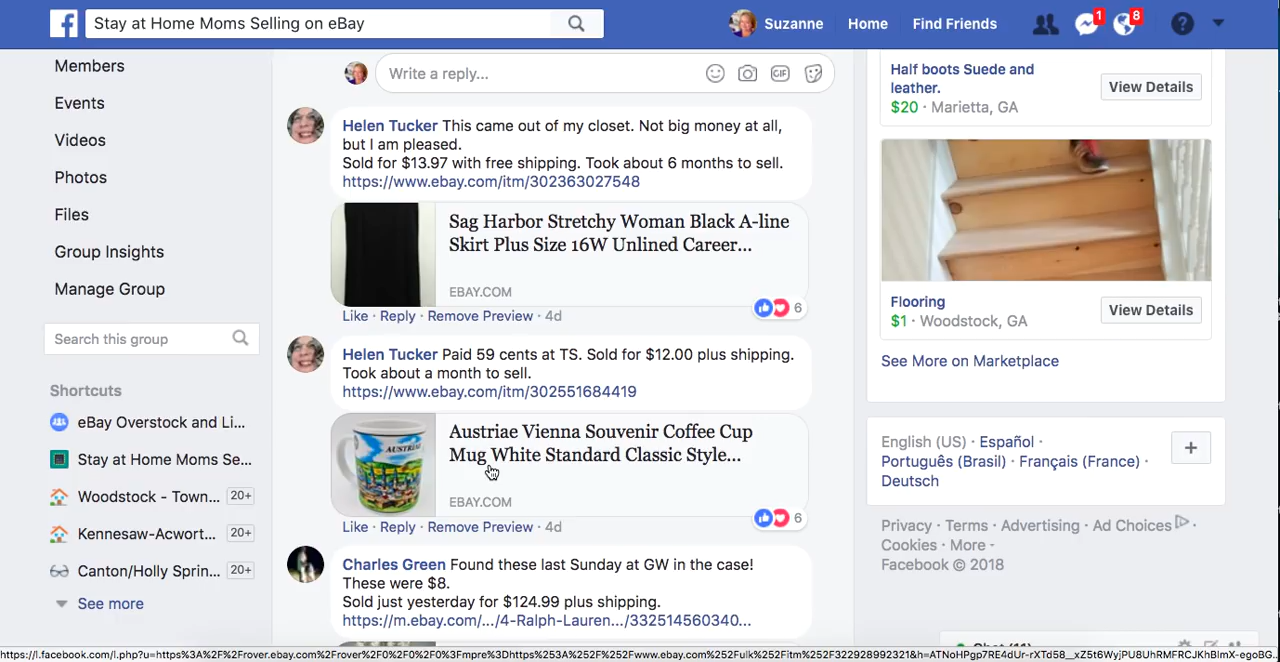 Stay at Home Moms Selling on eBay
Suzanne
Home
Find Friends
1
8
Members
Events
Videos
Photos
Files
Group Insights
Manage Group
Search this group
Shortcuts
eBay Overstock and Li...
Stay at Home Moms Se...
Woodstock - Town... 20+
Kennesaw-Acwort... 20+
Canton/Holly Sprin... 20+
See more
Write a reply...
GIF
Helen Tucker This came out of my closet. Not big money at all,
but I am pleased.
Sold for $13.97 with free shipping. Took about 6 months to sell.
https://www.ebay.com/itm/302363027548
Sag Harbor Stretchy Woman Black A-line
Skirt Plus Size 16W Unlined Career...
EBAY.COM
6
Like · Reply · Remove Preview · 4d
Helen Tucker Paid 59 cents at TS. Sold for $12.00 plus shipping.
Took about a month to sell.
https://www.ebay.com/itm/302551684419
AUSTRIA
Austriae Vienna Souvenir Coffee Cup
Mug White Standard Classic Style...
EBAY.COM
6
Like · Reply · Remove Preview · 4d
Charles Green Found these last Sunday at GW in the case!
These were $8.
Sold just yesterday for $124.99 plus shipping.
https://m.ebay.com/.../4-Ralph-Lauren.../332514560340...
Half boots Suede and
leather.
$20 · Marietta, GA
View Details
Flooring
$1 · Woodstock, GA
View Details
See More on Marketplace
English (US) · Español ·
Português (Brasil) · Français (France) ·
Deutsch
Privacy · Terms · Advertising · Ad Choices ·
Cookies · More ·
Facebook © 2018